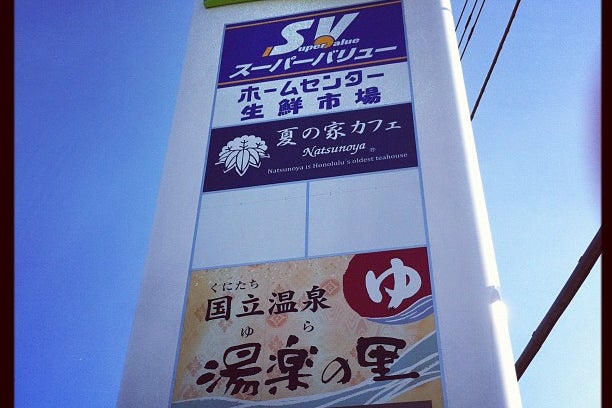 SV
Super Value
スーパーバリュー
ホームセンター
生鮮市場
夏の家カフェ
Natsunoya ®
Natsunoya is Honolulu's oldest teahouse
ゆ
くにたち
国立温泉
ゆら
湯楽の里